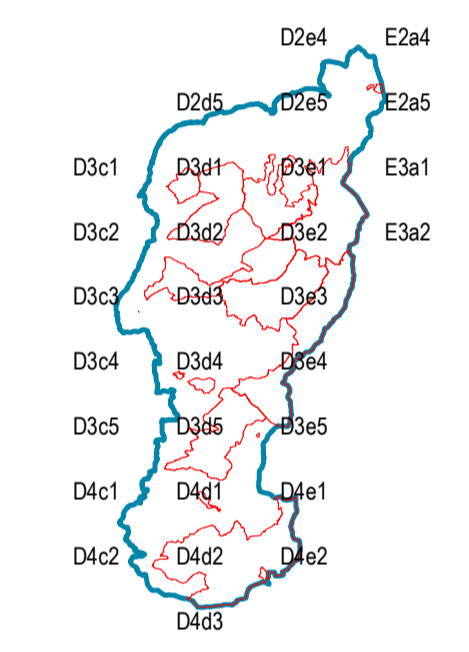 D2e4 E2a4
D2d5 D2e5 E2a5
D3c1 D3d1 D3e1 E3a1
D3c2 D3d2 D3e2 E3a2
D3c3 D3d3 D3e3
D3c4 D3d4 D3e4
D3c5 D3d5 D3e5
D4c1 D4d1 D4e1
D4c2 D4d2 D4e2
D4d3